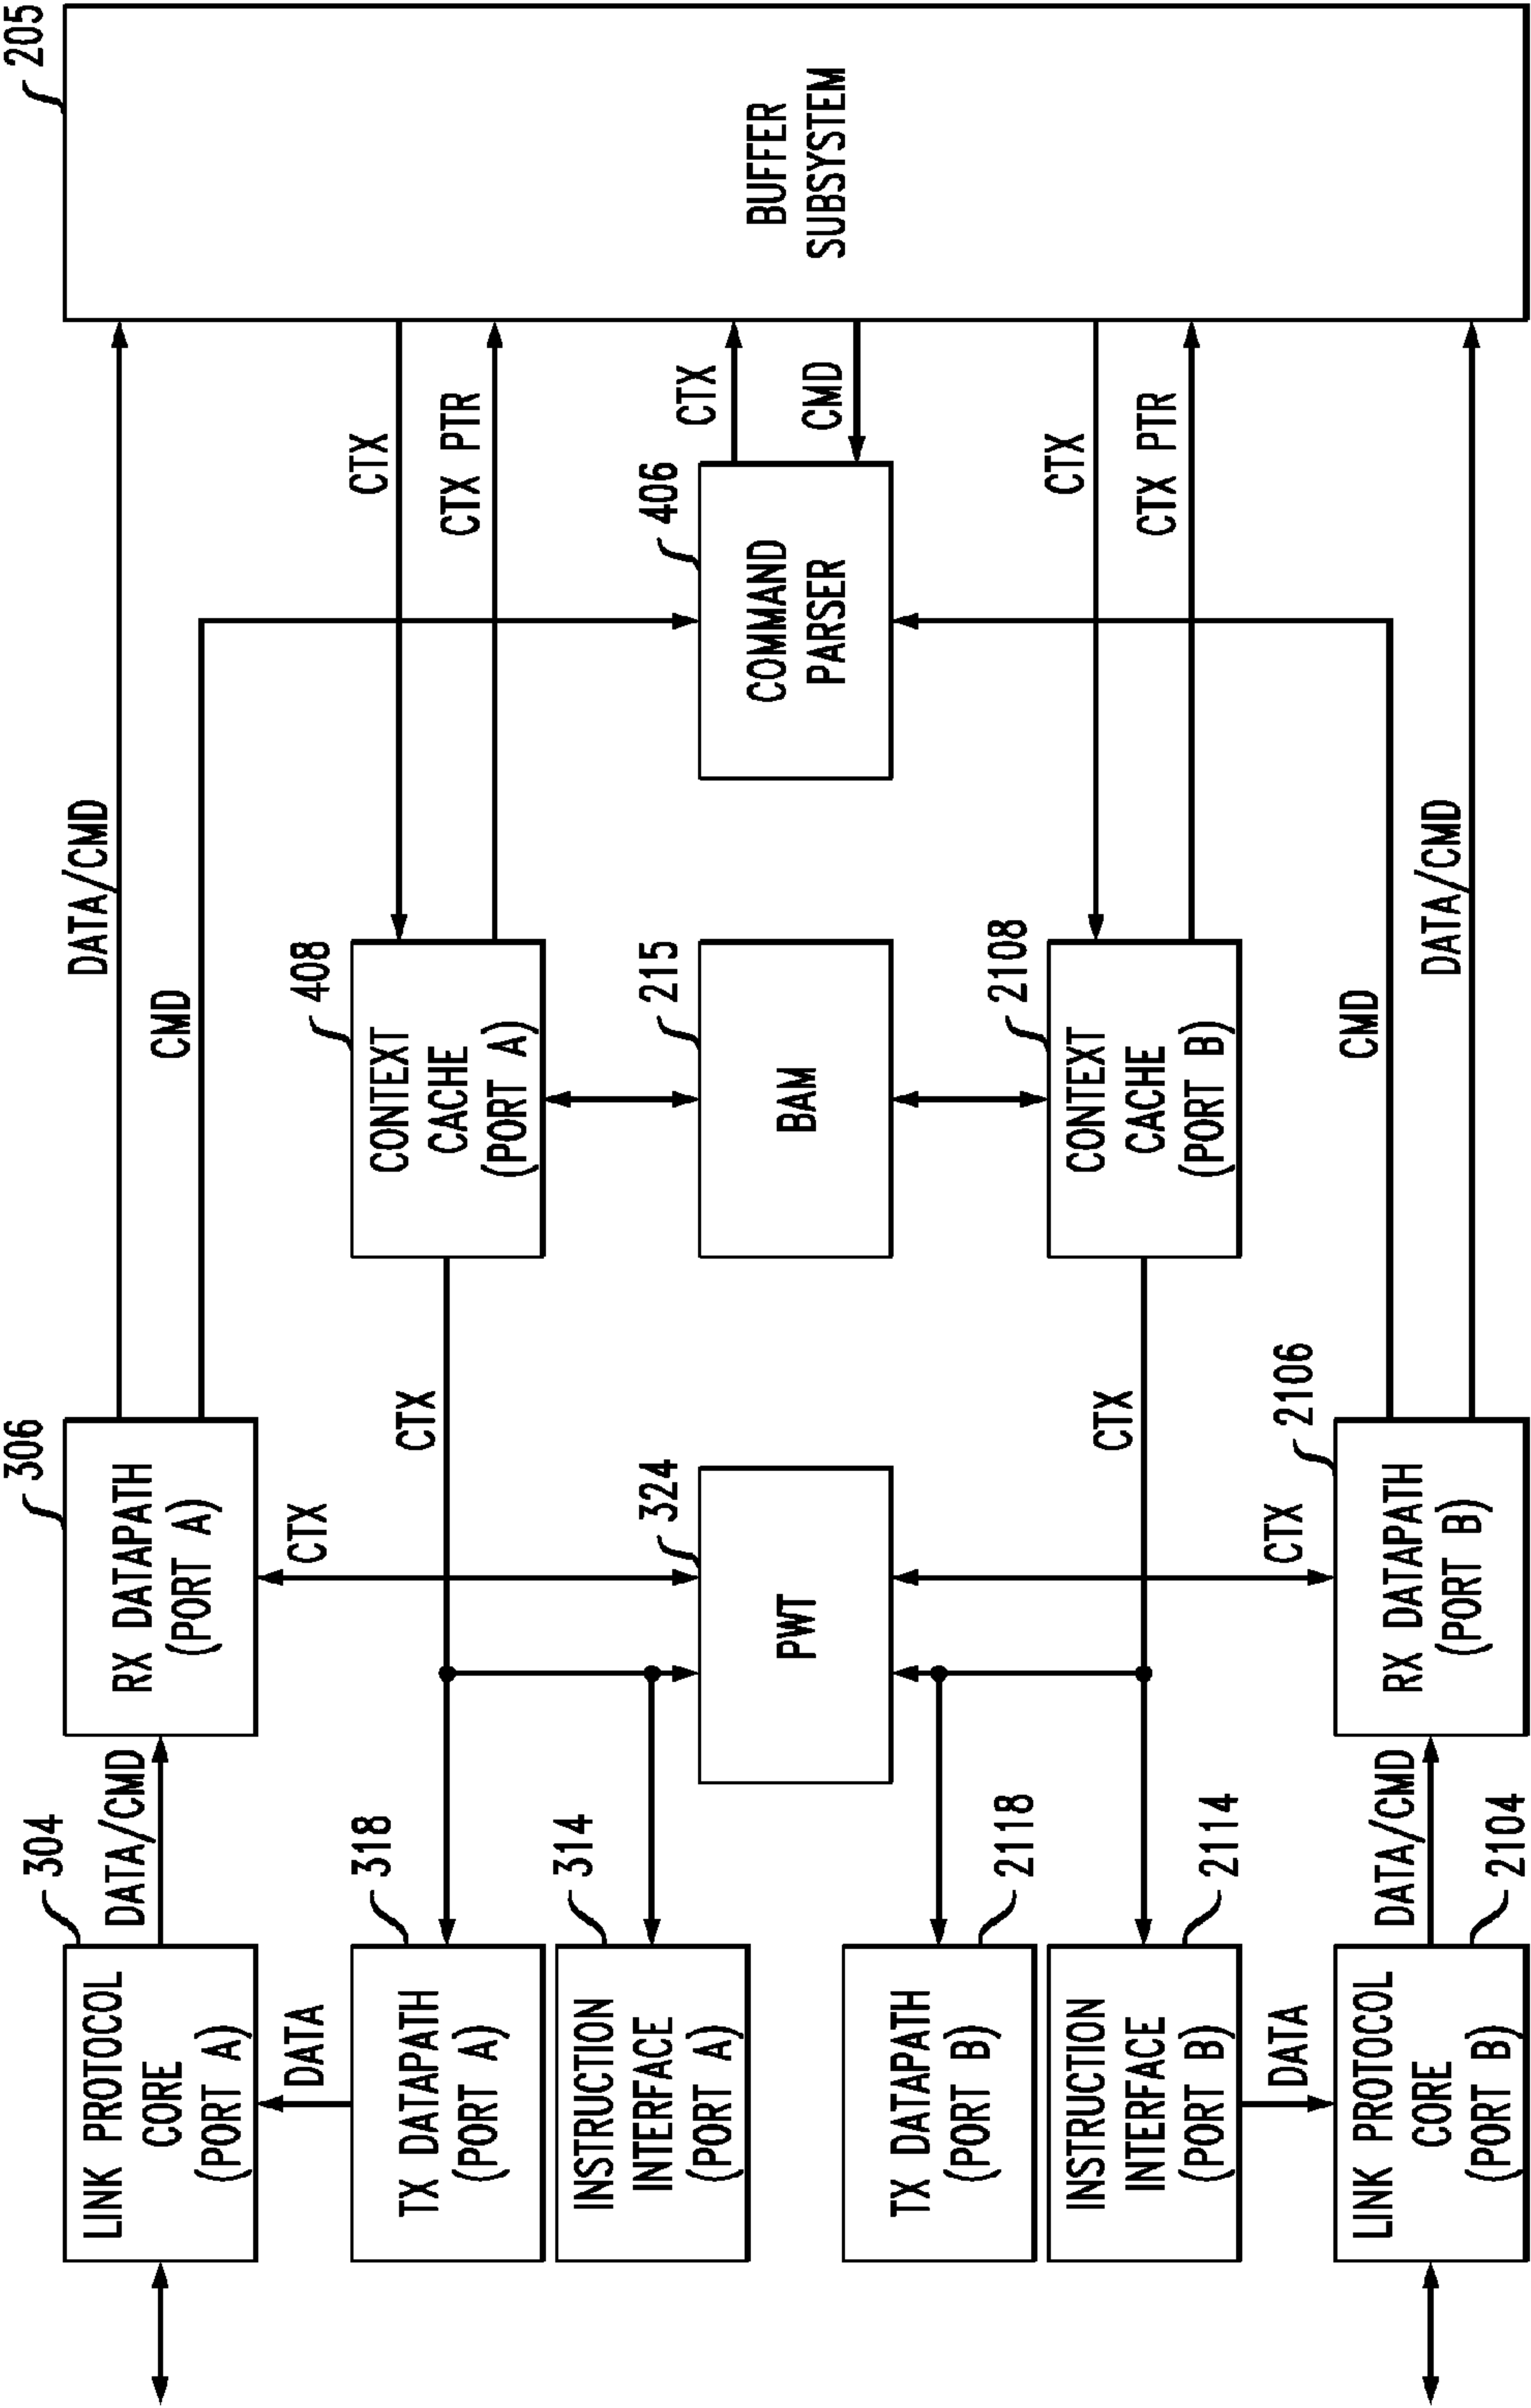 304
LINK PROTOCOL
CORE
(PORT A)
DATA/CMD
306
RX DATAPATH
(PORT A)
DATA/CMD
CMD
205
BUFFER
SUBSYSTEM
DATA
318
TX DATAPATH
(PORT A)
CTX
CTX
408
CONTEXT
CACHE
(PORT A)
CTX
CTX PTR
314
INSTRUCTION
INTERFACE
(PORT A)
324
PWT
215
BAM
406
COMMAND
PARSER
CTX
CMD
TX DATAPATH
(PORT B)
2118
INSTRUCTION
INTERFACE
(PORT B)
2114
CTX
2108
CONTEXT
CACHE
(PORT B)
CTX
CTX PTR
DATA
CTX
2106
CMD
LINK PROTOCOL
CORE
(PORT B)
2104
DATA/CMD
RX DATAPATH
(PORT B)
DATA/CMD